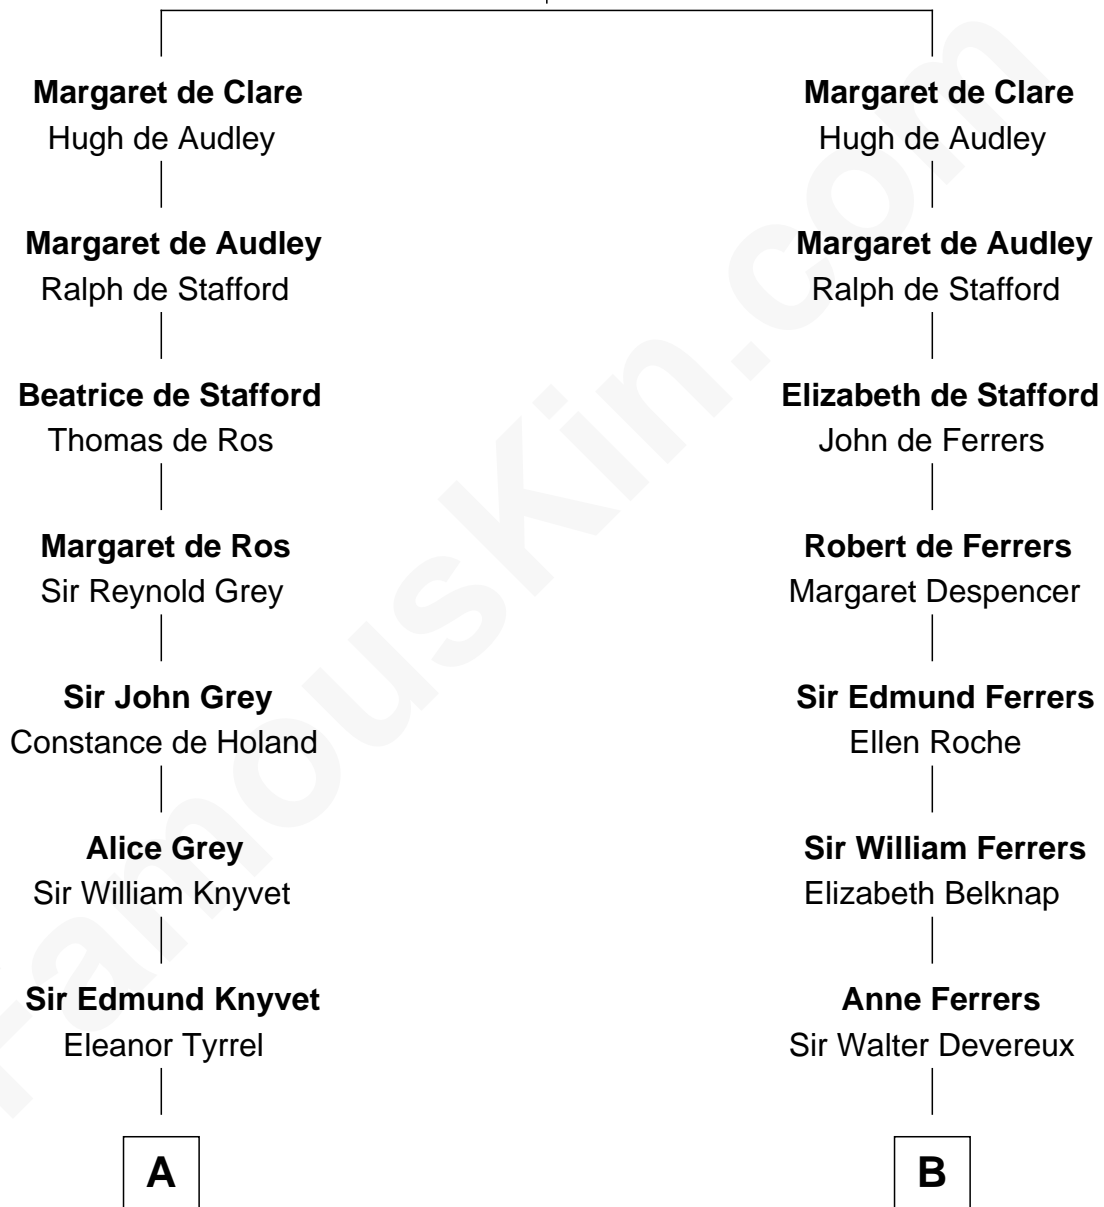 Margaret de Clare
Hugh de Audley
Margaret de Audley
Ralph de Stafford
Beatrice de Stafford
Thomas de Ros
Margaret de Ros
Sir Reynold Grey
Sir John Grey
Constance de Holand
Alice Grey
Sir William Knyvet
Sir Edmund Knyvet
Eleanor Tyrrel
A
Margaret de Clare
Hugh de Audley
Margaret de Audley
Ralph de Stafford
Elizabeth de Stafford
John de Ferrers
Robert de Ferrers
Margaret Despencer
Sir Edmund Ferrers
Ellen Roche
Sir William Ferrers
Elizabeth Belknap
Anne Ferrers
Sir Walter Devereux
B
FamousKin.com